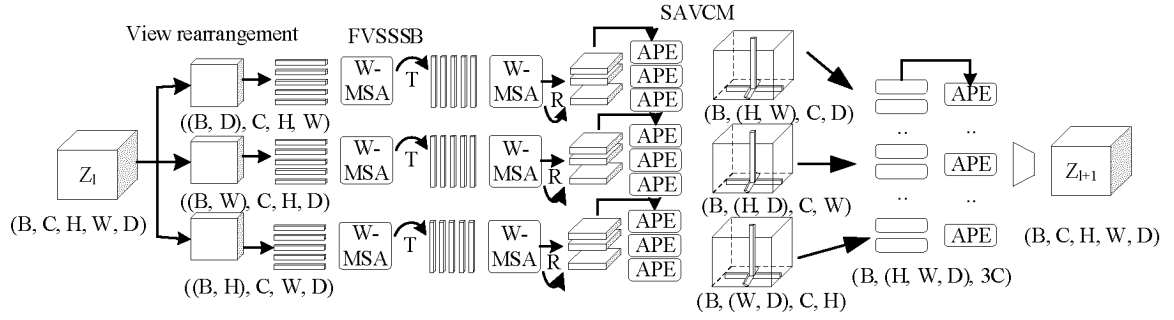 View rearrangement
FVSSSB
SAVCM
Z_l
(B, C, H, W, D)
((B, D), C, H, W)
W-MSA
T
W-MSA
R
APE
APE
APE
(B, (H, W), C, D)
((B, W), C, H, D)
W-MSA
T
W-MSA
R
APE
APE
APE
(B, (H, D), C, W)
((B, H), C, W, D)
W-MSA
T
W-MSA
R
APE
APE
APE
(B, (W, D), C, H)
APE
..
..
APE
..
..
APE
(B, (H, W, D), 3C)
Z_{l+1}
(B, C, H, W, D)